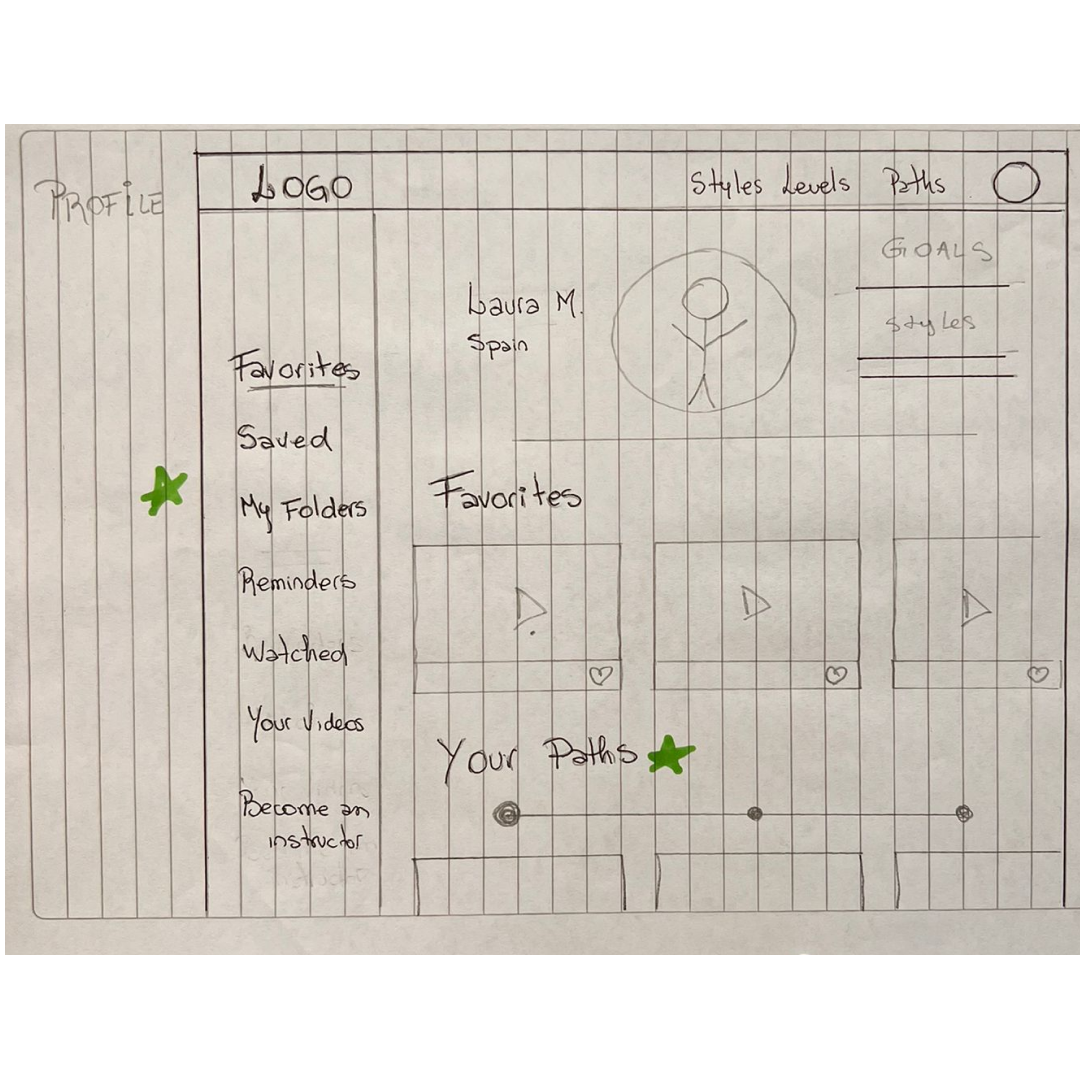 PROFILE
LOGO
Styles Levels Paths
GOALS
Styles
Laura M.
Spain
Favorites
Saved
My Folders
Reminders
Watched
Your Videos
Become an
instructor
Favorites
Your Paths